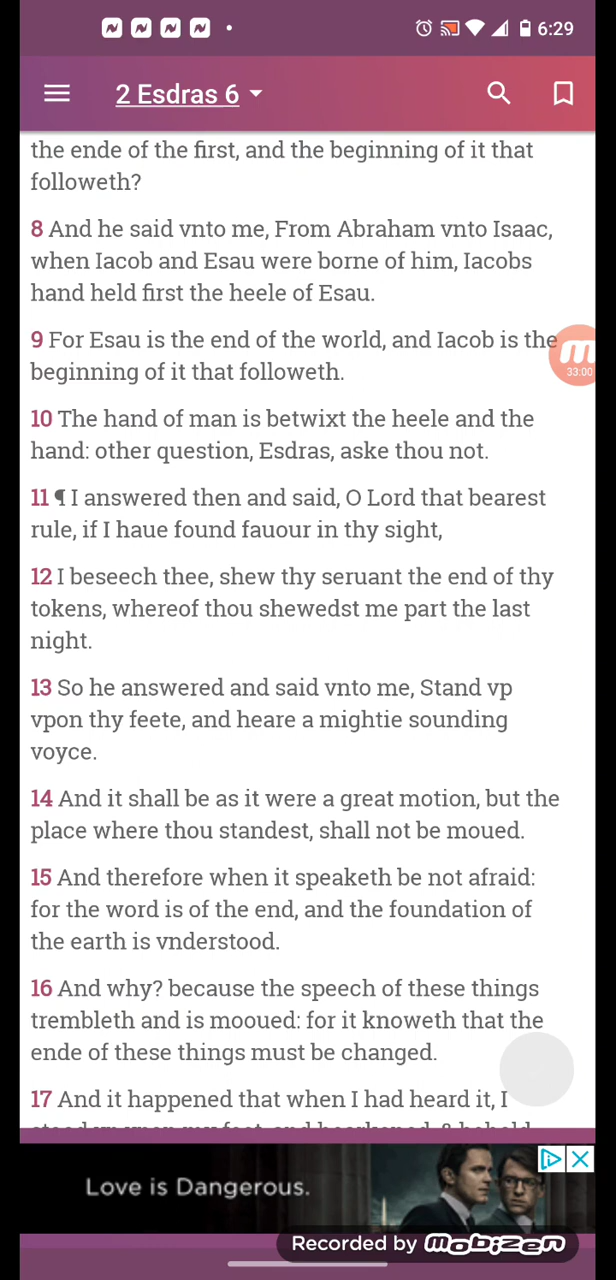 6:29
2 Esdras 6
the ende of the first, and the beginning of it that
followeth?
8 And he said vnto me, From Abraham vnto Isaac,
when Iacob and Esau were borne of him, Iacobs
hand held first the heele of Esau.
9 For Esau is the end of the world, and Iacob is the
beginning of it that followeth.
33:00
10 The hand of man is betwixt the heele and the
hand: other question, Esdras, aske thou not.
11 ¶ I answered then and said, O Lord that bearest
rule, if I haue found fauour in thy sight,
12 I beseech thee, shew thy seruant the end of thy
tokens, whereof thou shewedst me part the last
night.
13 So he answered and said vnto me, Stand vp
vpon thy feete, and heare a mightie sounding
voyce.
14 And it shall be as it were a great motion, but the
place where thou standest, shall not be moued.
15 And therefore when it speaketh be not afraid:
for the word is of the end, and the foundation of
the earth is vnderstood.
16 And why? because the speech of these things
trembleth and is mooued: for it knoweth that the
ende of these things must be changed.
17 And it happened that when I had heard it, I
Love is Dangerous.
Recorded by mobizen